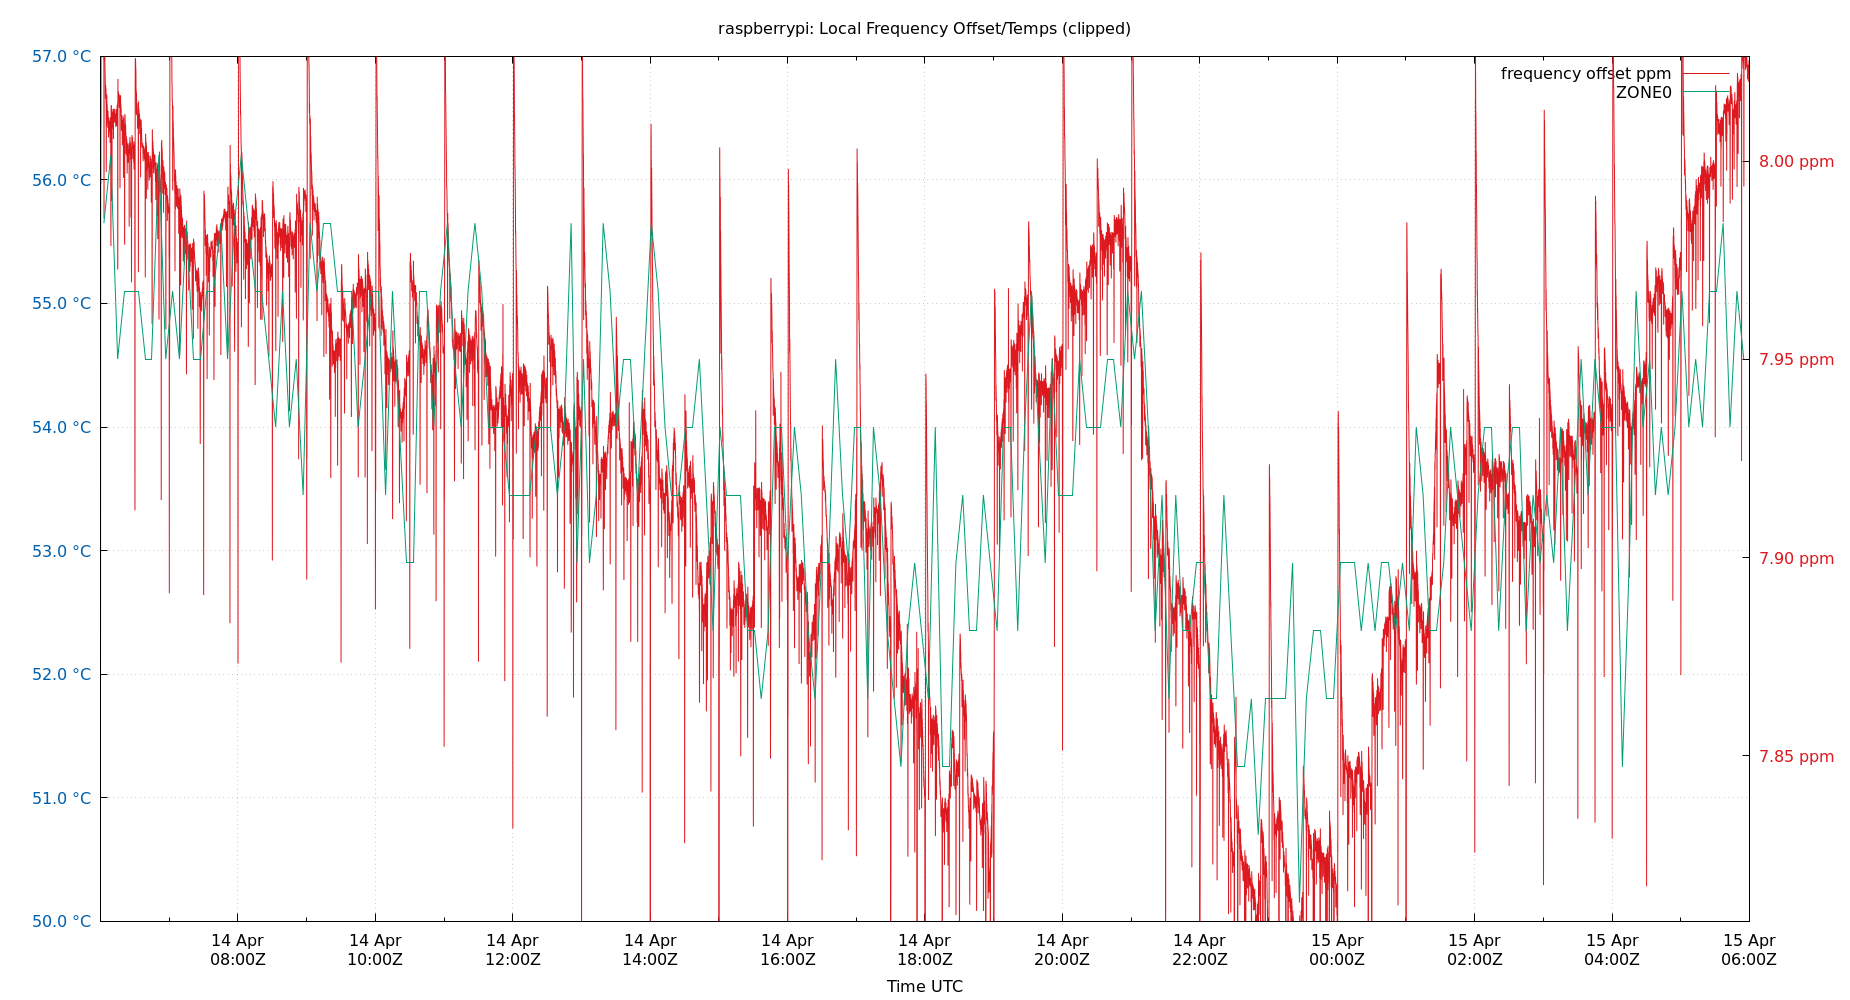 raspberrypi: Local Frequency Offset/Temps (clipped)
57.0 °C
frequency offset ppm
ZONE0
8.00 ppm
56.0 °C
55.0 °C
7.95 ppm
54.0 °C
53.0 °C
7.90 ppm
52.0 °C
7.85 ppm
51.0 °C
50.0 °C
14 Apr 14 Apr 14 Apr 14 Apr 14 Apr 14 Apr 14 Apr 14 Apr 15 Apr 15 Apr 15 Apr 15 Apr
08:00Z 10:00Z 12:00Z 14:00Z 16:00Z 18:00Z 20:00Z 22:00Z 00:00Z 02:00Z 04:00Z 06:00Z
Time UTC